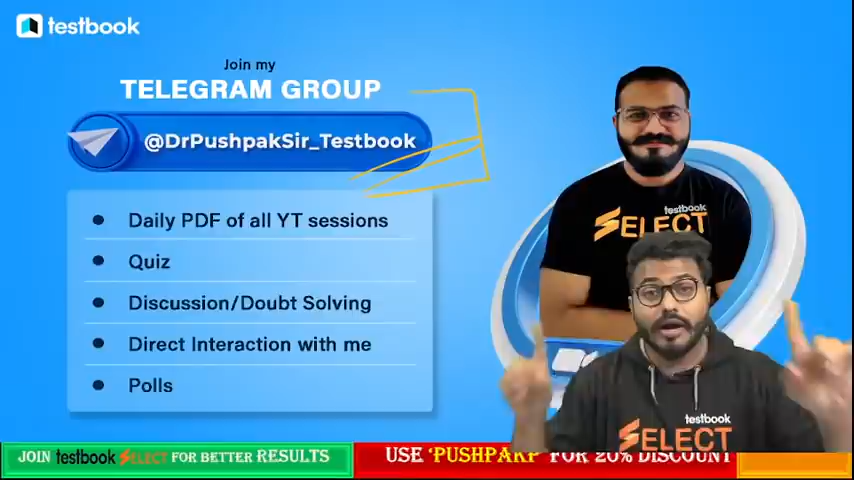 testbook
Join my
TELEGRAM GROUP
@DrPushpakSir_Testbook
Daily PDF of all YT sessions
Quiz
Discussion/Doubt Solving
Direct Interaction with me
Polls
testbook
SELECT
testbook
SELECT
JOIN testbook SELECT FOR BETTER RESULTS
USE 'PUSHPAKP' FOR 20% DISCOUNT